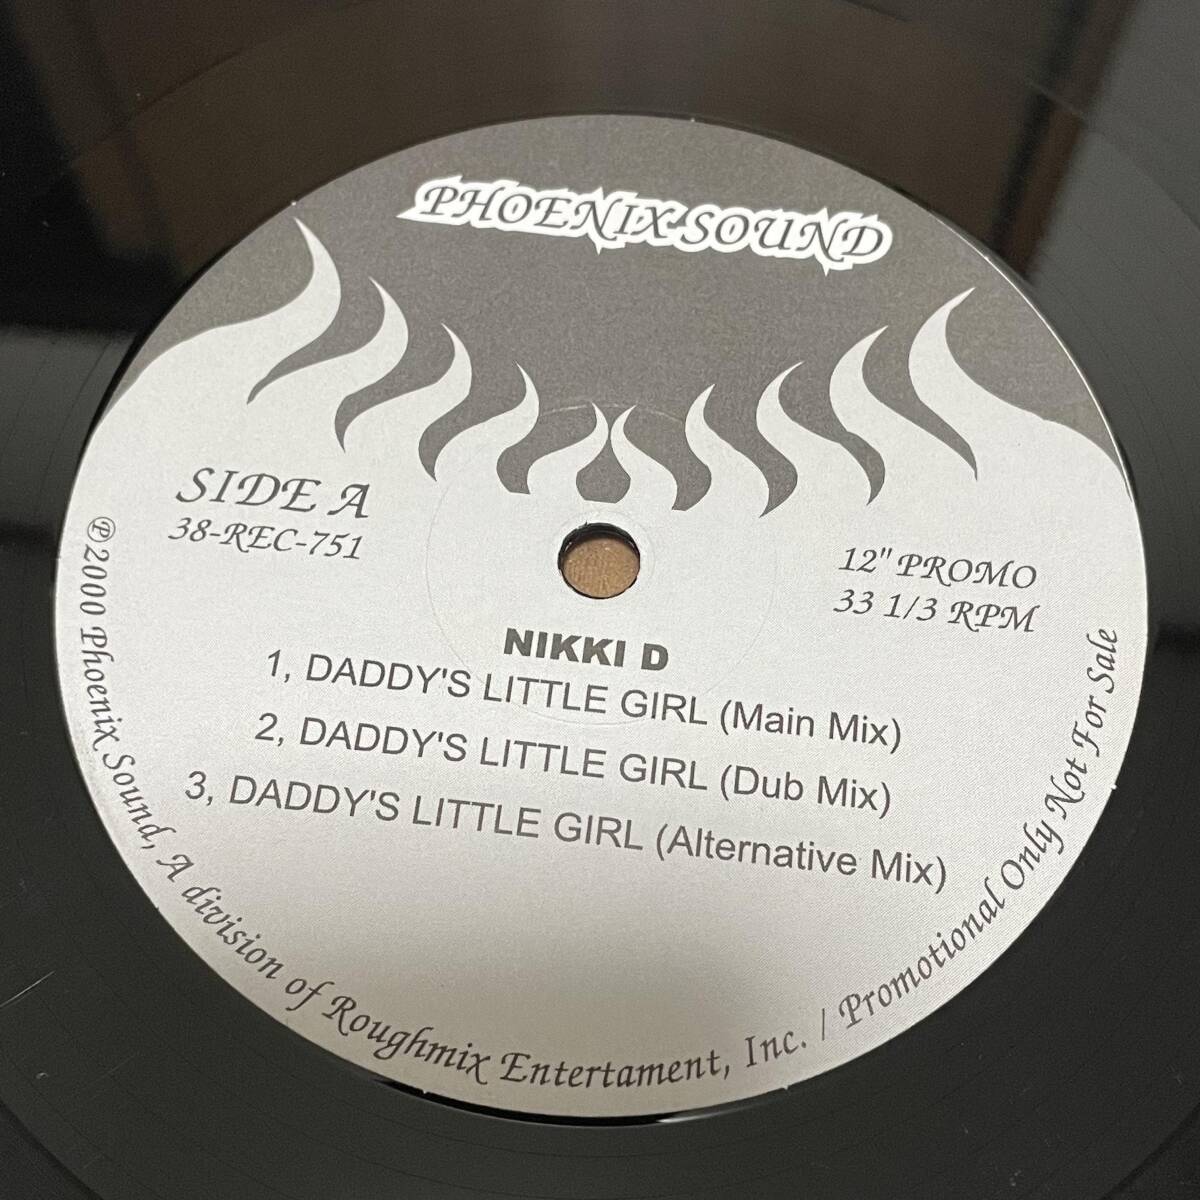 PHOENIX SOUND
SIDE A
38-REC-751
12" PROMO
33 1/3 RPM
NIKKI D
1, DADDY'S LITTLE GIRL (Main Mix)
2, DADDY'S LITTLE GIRL (Dub Mix)
3, DADDY'S LITTLE GIRL (Alternative Mix)
℗2000 Phoenix Sound, A division of Roughmix Entertament, Inc. / Promotional Only Not For Sale